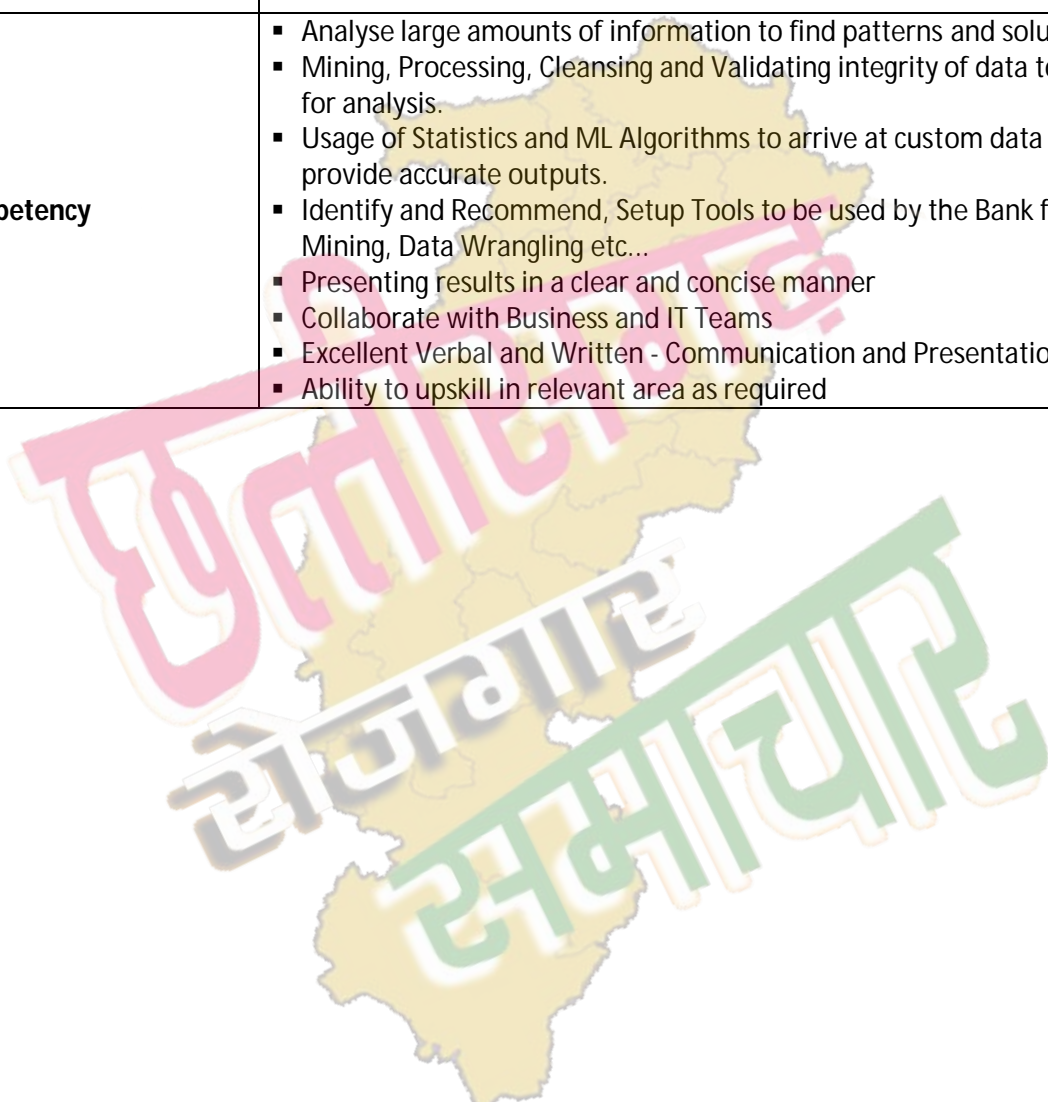 Analyse large amounts of information to find patterns and solu
Mining, Processing, Cleansing and Validating integrity of data t
for analysis.
Usage of Statistics and ML Algorithms to arrive at custom data
provide accurate outputs.
petency
Identify and Recommend, Setup Tools to be used by the Bank f
Mining, Data Wrangling etc...
Presenting results in a clear and concise manner
Collaborate with Business and IT Teams
Excellent Verbal and Written - Communication and Presentatio
Ability to upskill in relevant area as required
छत्तीसगढ़
रोजगार
समाचार